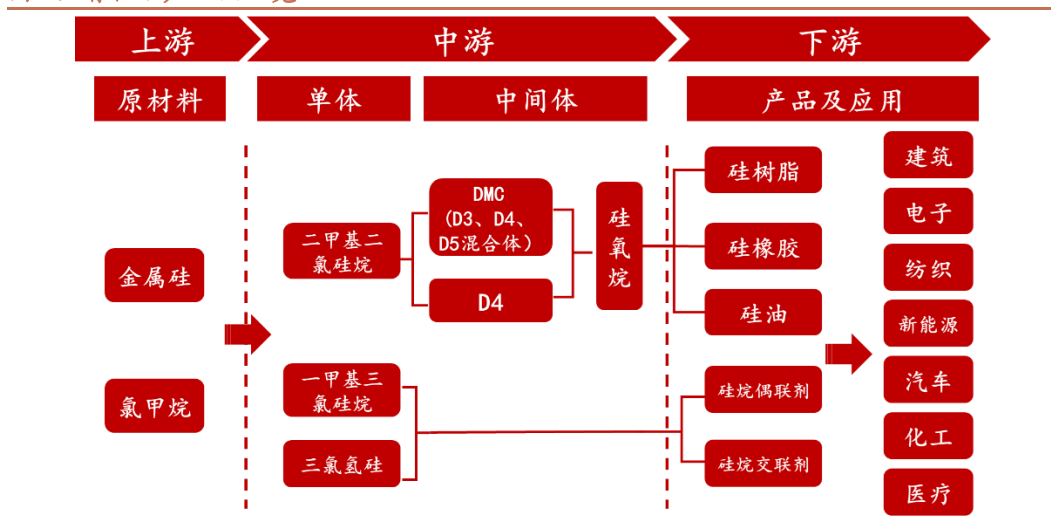 上游
中游
下游
原材料
单体
中间体
产品及应用
金属硅
氯甲烷
二甲基二
氯硅烷
一甲基三
氯硅烷
三氯氢硅
DMC
(D3、D4、
D5混合体)
D4
硅
氧
烷
硅树脂
硅橡胶
硅油
硅烷偶联剂
硅烷交联剂
建筑
电子
纺织
新能源
汽车
化工
医疗